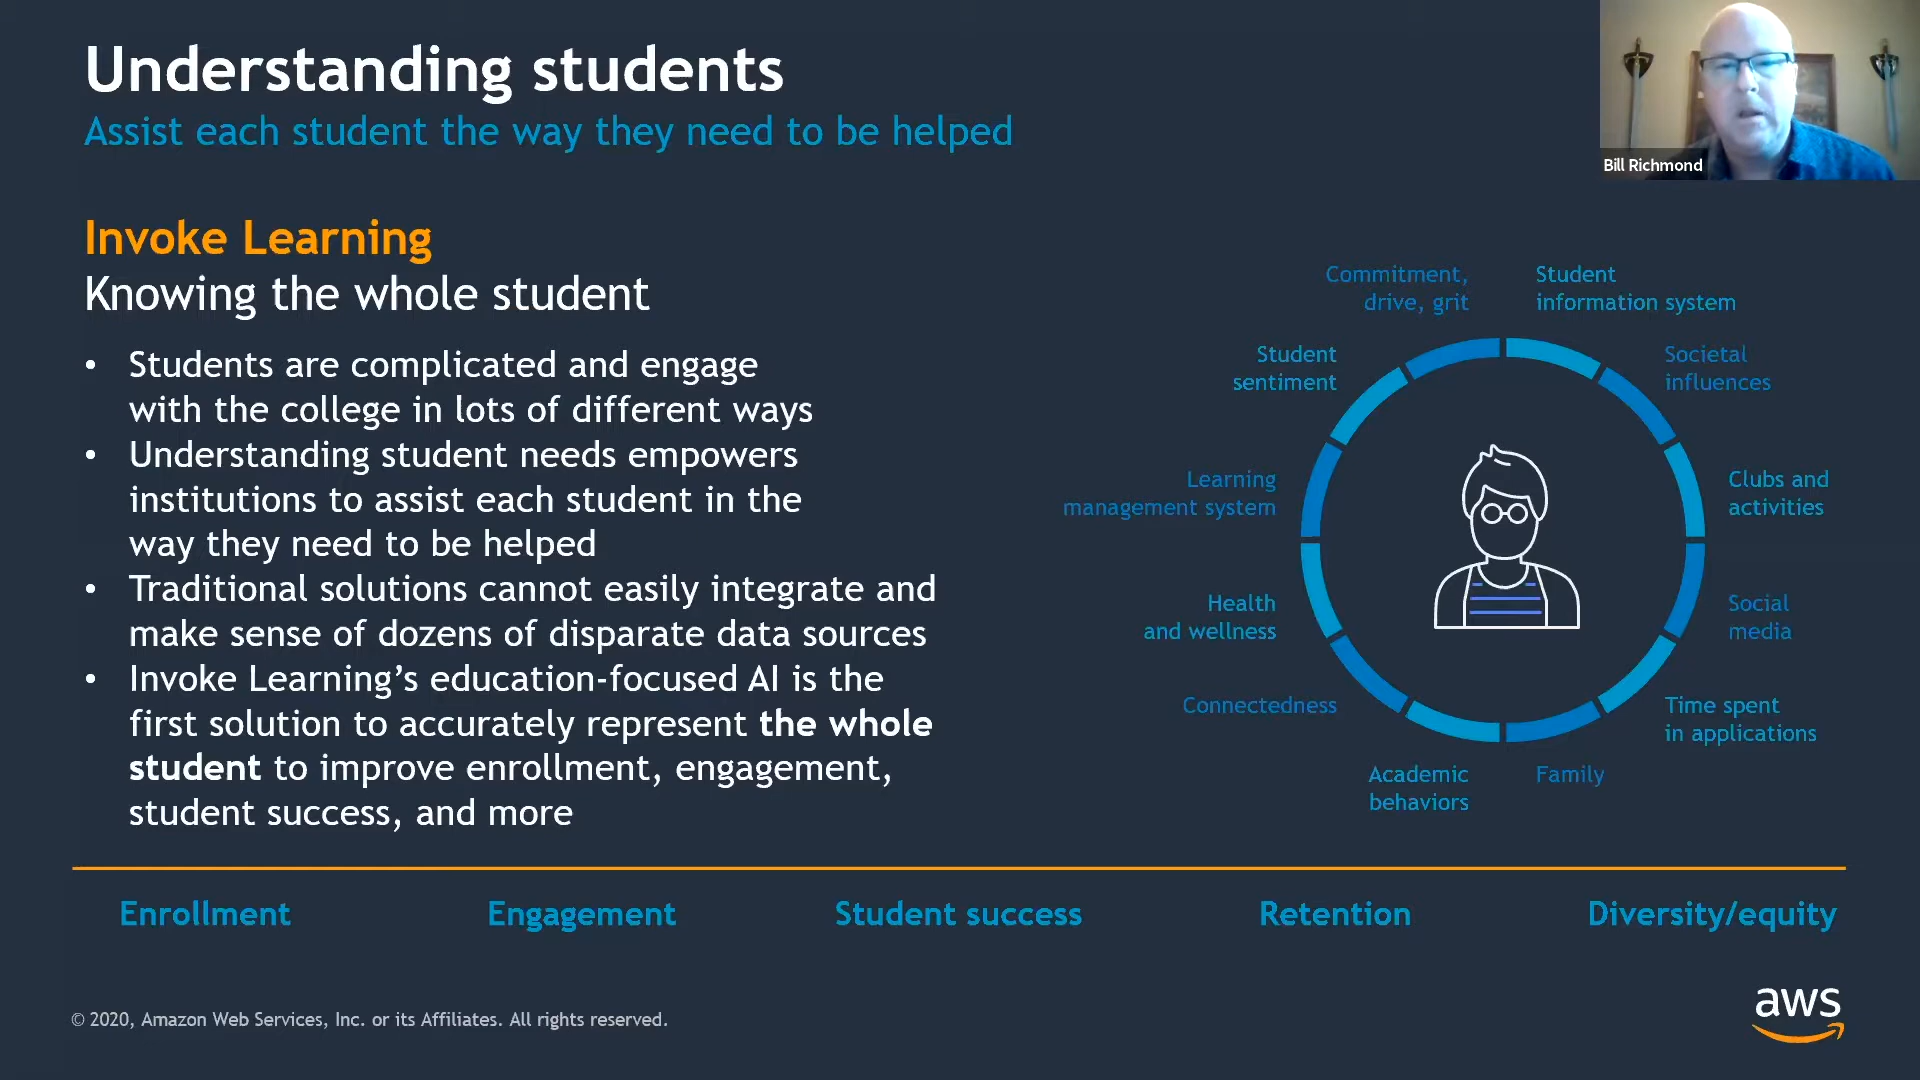 Understanding students
Assist each student the way they need to be helped
Bill Richmond
Invoke Learning
Knowing the whole student
• Students are complicated and engage
with the college in lots of different ways
• Understanding student needs empowers
institutions to assist each student in the
way they need to be helped
• Traditional solutions cannot easily integrate and
make sense of dozens of disparate data sources
• Invoke Learning’s education-focused AI is the
first solution to accurately represent the whole
student to improve enrollment, engagement,
student success, and more
Commitment,
drive, grit
Student
information system
Student
sentiment
Societal
influences
Learning
management system
Clubs and
activities
Health
and wellness
Social
media
Connectedness
Time spent
in applications
Academic
behaviors
Family
Enrollment
Engagement
Student success
Retention
Diversity/equity
© 2020, Amazon Web Services, Inc. or its Affiliates. All rights reserved.
aws